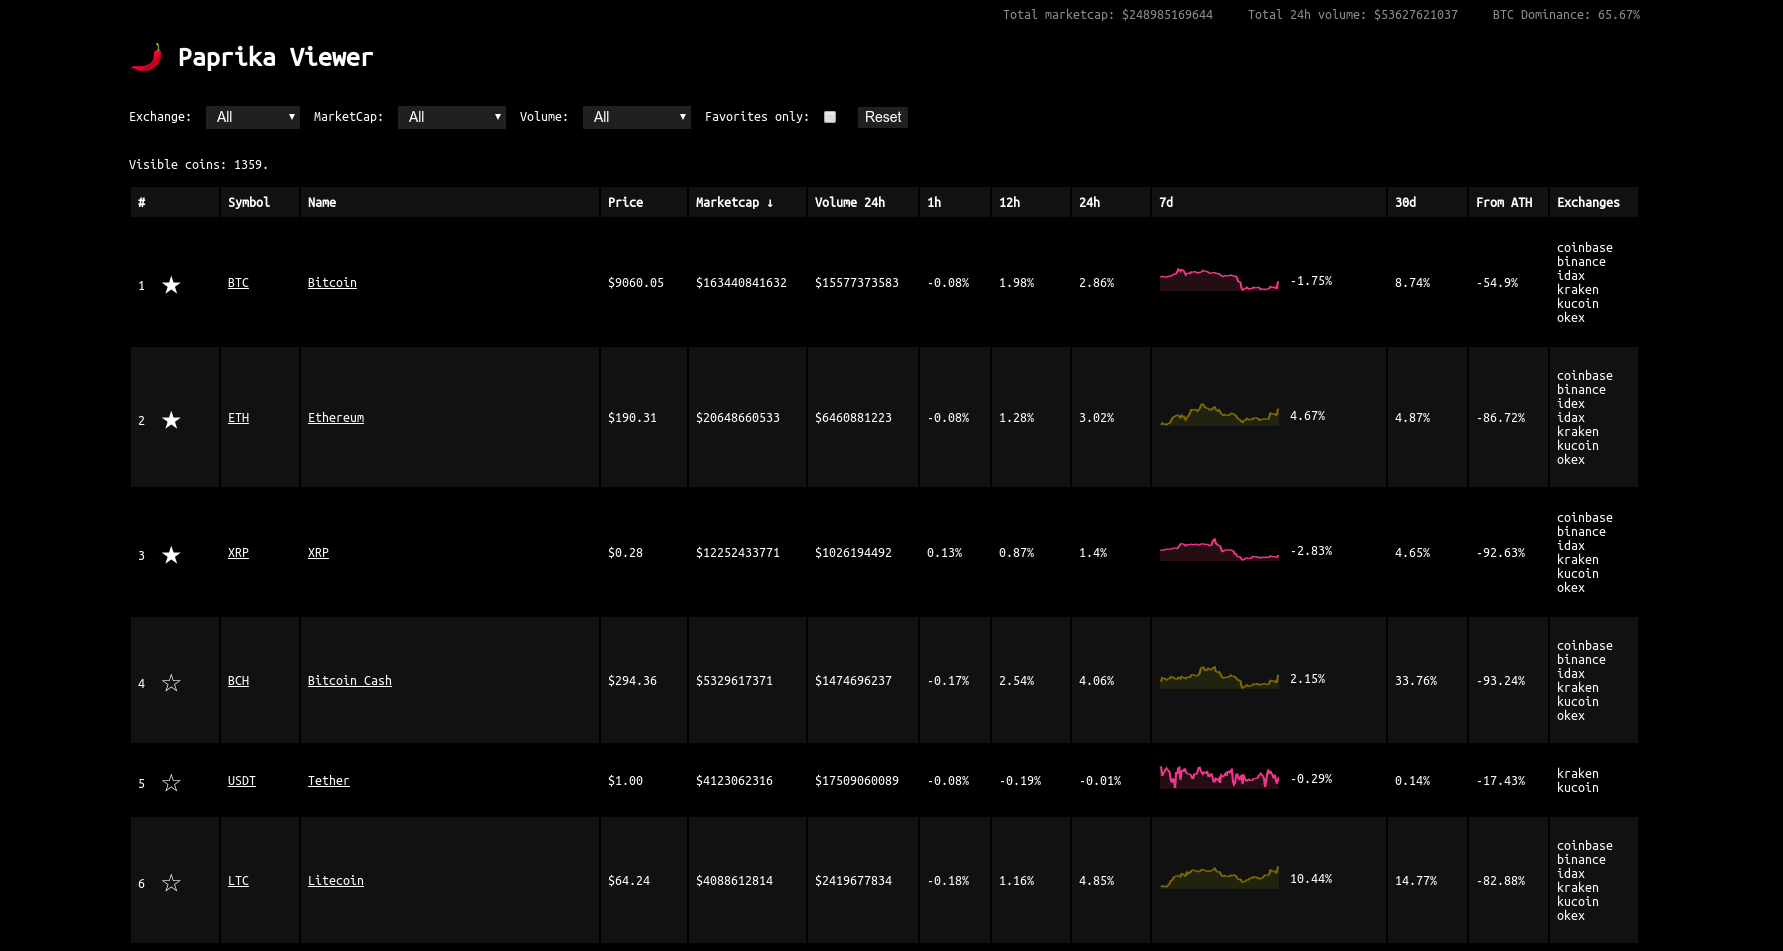 Total marketcap: $248985169644 Total 24h volume: $53627621037 BTC Dominance: 65.67%
Paprika Viewer
Exchange: All MarketCap: All Volume: All Favorites only: Reset
Visible coins: 1359.
# Symbol Name Price Marketcap ↓ Volume 24h 1h 12h 24h 7d 30d From ATH Exchanges
1 ★ BTC Bitcoin $9060.05 $163440841632 $15577373583 -0.08% 1.98% 2.86% -1.75% 8.74% -54.9%
coinbase
binance
idax
kraken
kucoin
okex
2 ★ ETH Ethereum $190.31 $20648660533 $6460881223 -0.08% 1.28% 3.02% 4.67% 4.87% -86.72%
coinbase
binance
idex
idax
kraken
kucoin
okex
3 ★ XRP XRP $0.28 $12252433771 $1026194492 0.13% 0.87% 1.4% -2.83% 4.65% -92.63%
coinbase
binance
idax
kraken
kucoin
okex
4 ☆ BCH Bitcoin Cash $294.36 $5329617371 $1474696237 -0.17% 2.54% 4.06% 2.15% 33.76% -93.24%
coinbase
binance
idax
kraken
kucoin
okex
5 ☆ USDT Tether $1.00 $4123062316 $17509060089 -0.08% -0.19% -0.01% -0.29% 0.14% -17.43%
kraken
kucoin
6 ☆ LTC Litecoin $64.24 $4088612814 $2419677834 -0.18% 1.16% 4.85% 10.44% 14.77% -82.88%
coinbase
binance
idax
kraken
kucoin
okex